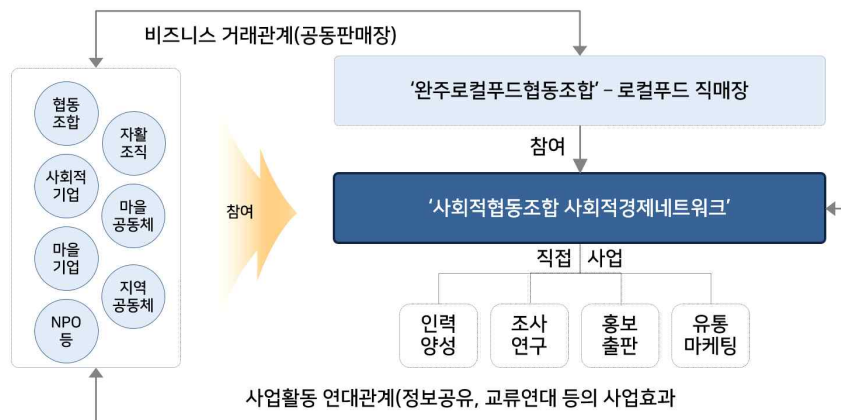 비즈니스 거래관계(공동판매장)
협동
조합
자활
조직
사회적
기업
마을
공동체
마을
기업
지역
공동체
NPO
등
참여
‘완주로컬푸드협동조합’ – 로컬푸드 직매장
참여
‘사회적협동조합 사회적경제네트워크’
직접 사업
인력
양성
조사
연구
홍보
출판
유통
마케팅
사업활동 연대관계(정보공유, 교류연대 등의 사업효과